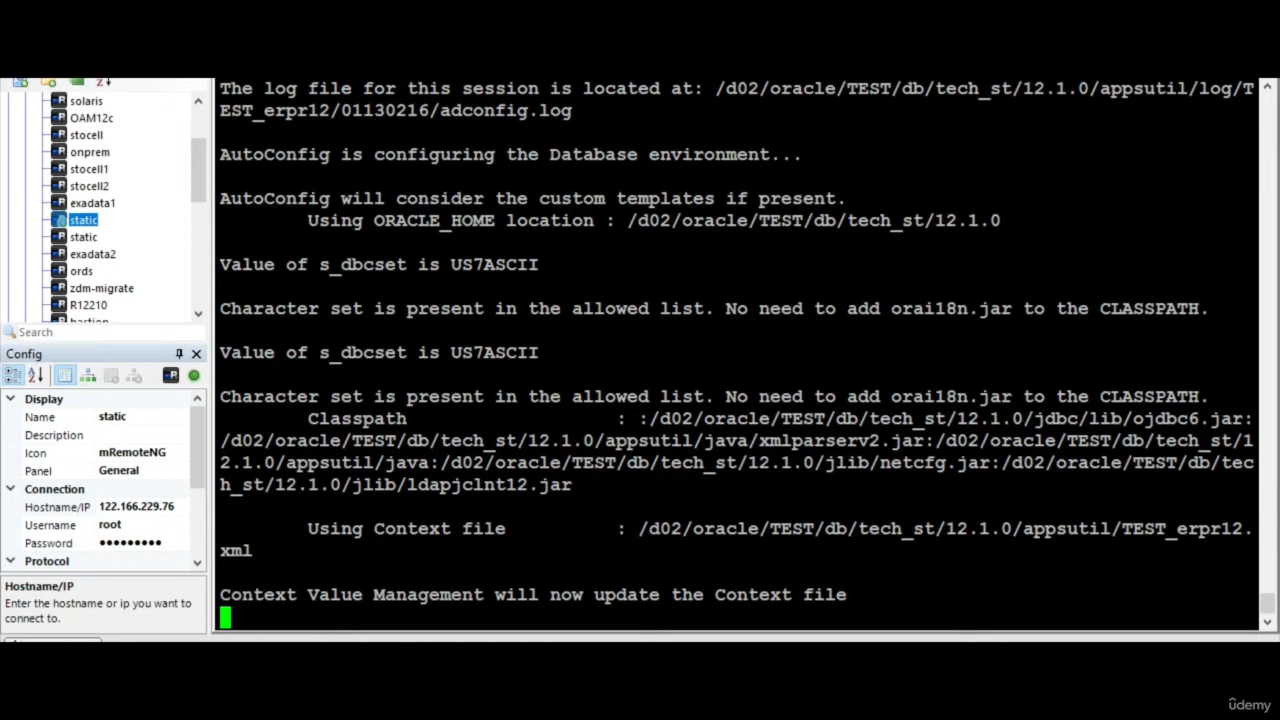 solaris
OAM12c
stocell
onprem
stocell1
stocell2
exadata1
static
static
exadata2
ords
zdm-migrate
R12210
bastion
Search
Config
Display
Name static
Description
Icon mRemoteNG
Panel General
Connection
Hostname/IP 122.166.229.76
Username root
Password ●●●●●●●●●
Protocol
Hostname/IP
Enter the hostname or ip you want to
connect to.
The log file for this session is located at: /d02/oracle/TEST/db/tech_st/12.1.0/appsutil/log/T
EST_erpr12/01130216/adconfig.log
AutoConfig is configuring the Database environment...
AutoConfig will consider the custom templates if present.
Using ORACLE_HOME location : /d02/oracle/TEST/db/tech_st/12.1.0
Value of s_dbcset is US7ASCII
Character set is present in the allowed list. No need to add orai18n.jar to the CLASSPATH.
Value of s_dbcset is US7ASCII
Character set is present in the allowed list. No need to add orai18n.jar to the CLASSPATH.
Classpath : :/d02/oracle/TEST/db/tech_st/12.1.0/jdbc/lib/ojdbc6.jar:
/d02/oracle/TEST/db/tech_st/12.1.0/appsutil/java/xmlparserv2.jar:/d02/oracle/TEST/db/tech_st/1
2.1.0/appsutil/java:/d02/oracle/TEST/db/tech_st/12.1.0/jlib/netcfg.jar:/d02/oracle/TEST/db/tec
h_st/12.1.0/jlib/ldapjclnt12.jar
Using Context file : /d02/oracle/TEST/db/tech_st/12.1.0/appsutil/TEST_erpr12.
xml
Context Value Management will now update the Context file
ûdemy